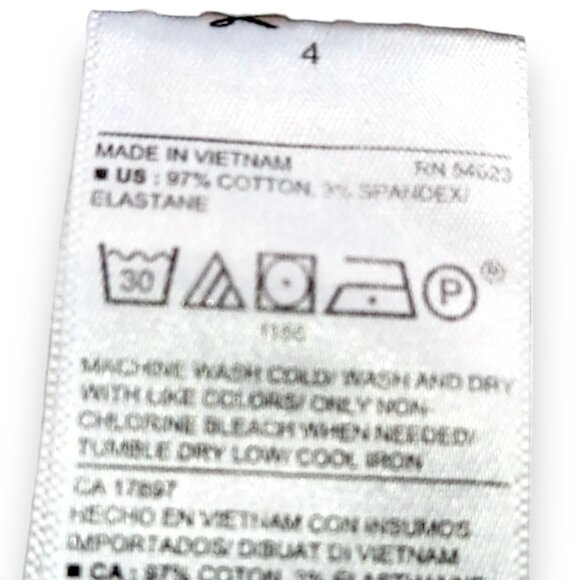 4
MADE IN VIETNAM RN 54023
■ US : 97% COTTON, 3% SPANDEX/
ELASTANE
30 P ®
MACHINE WASH COLD/ WASH AND DRY
WITH LIKE COLORS/ ONLY NON-
CHLORINE BLEACH WHEN NEEDED/
TUMBLE DRY LOW/ COOL IRON
CA 17897
HECHO EN VIETNAM CON INSUMOS
IMPORTADOS/ DIBUAT DI VIETNAM
■ CA : 97% COTTON, 3%